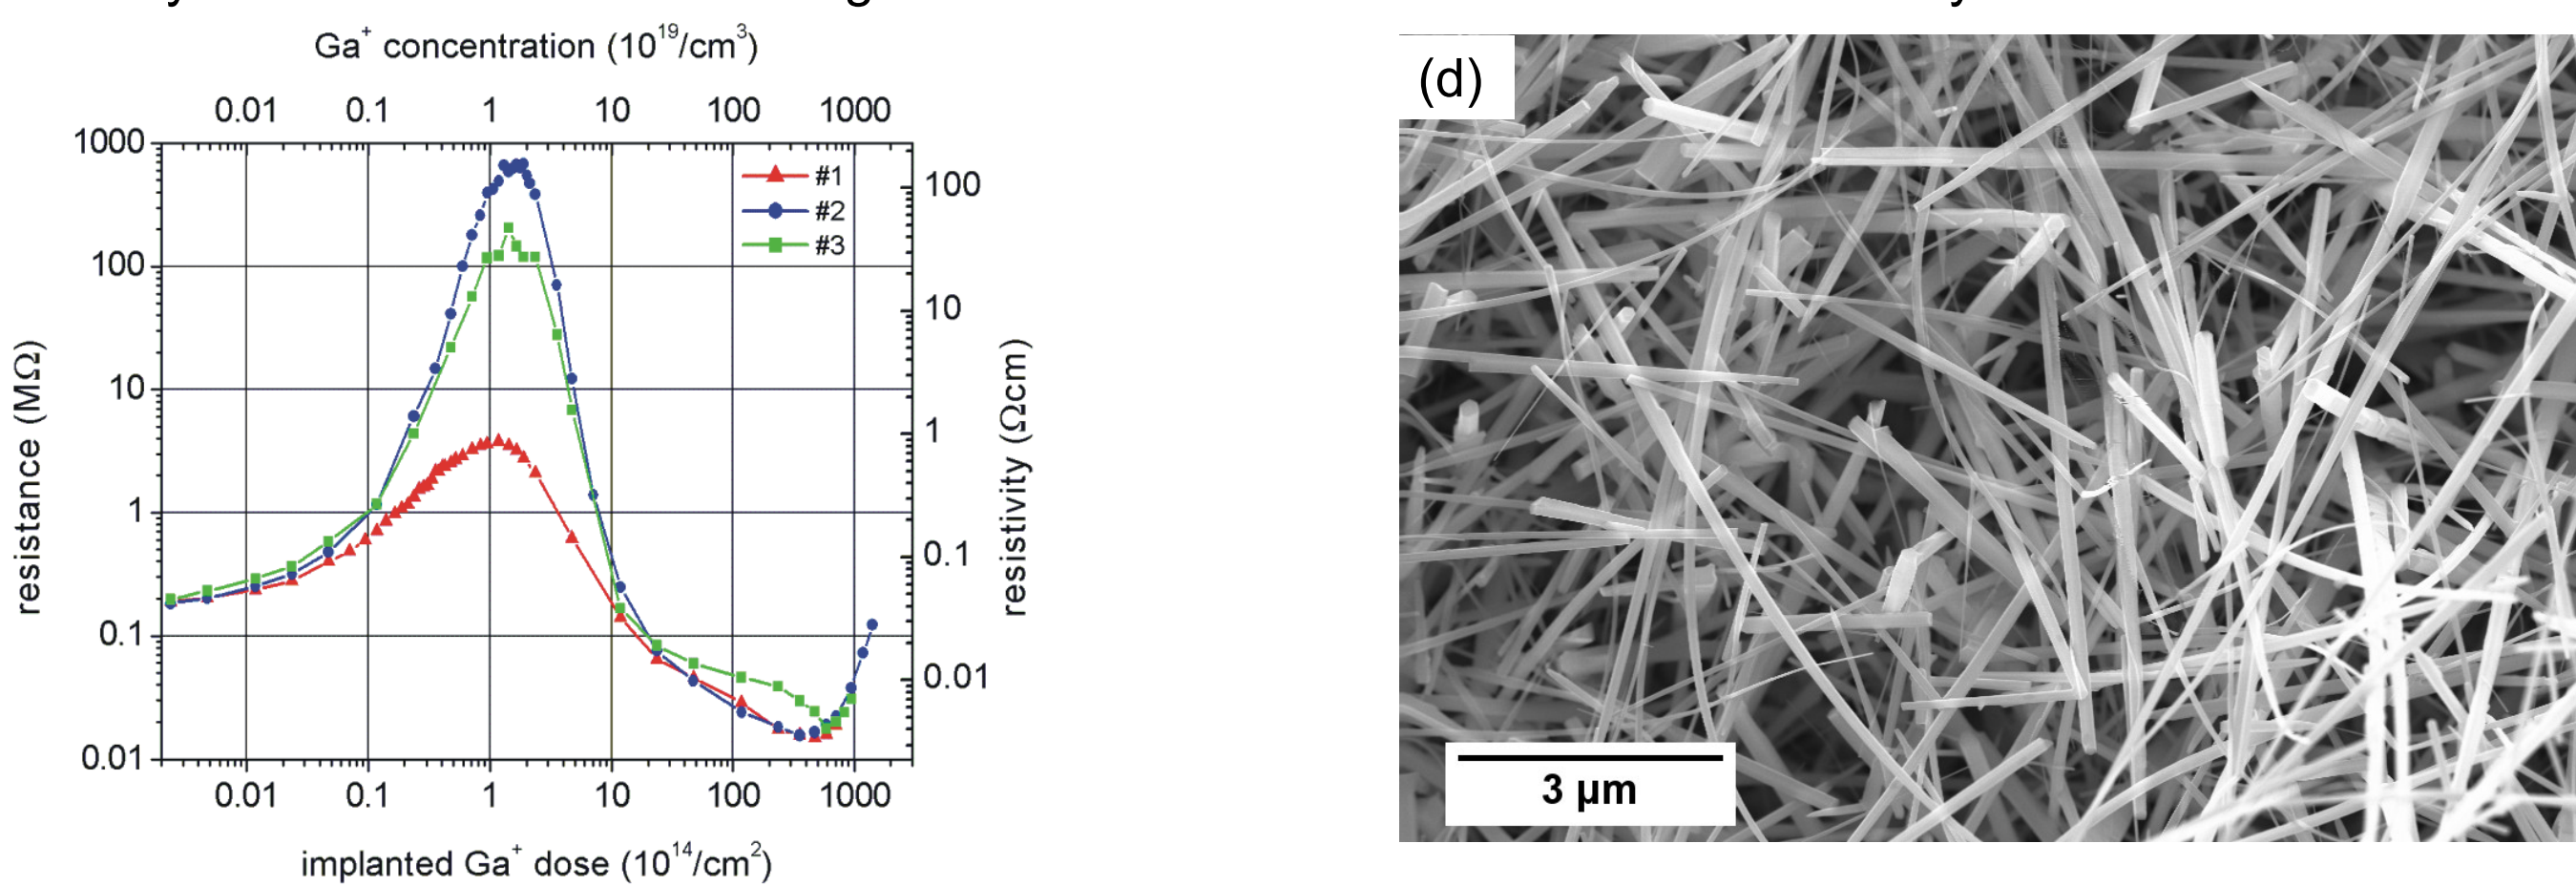 Ga⁺ concentration (10¹⁹/cm³)
0.01 0.1 1 10 100 1000
1000
100
10
1
0.1
0.01
resistance (MΩ)
#1
#2
#3
100
10
1
0.1
0.01
resistivity (Ωcm)
0.01 0.1 1 10 100 1000
implanted Ga⁺ dose (10¹⁴/cm²)
(d)
3 µm